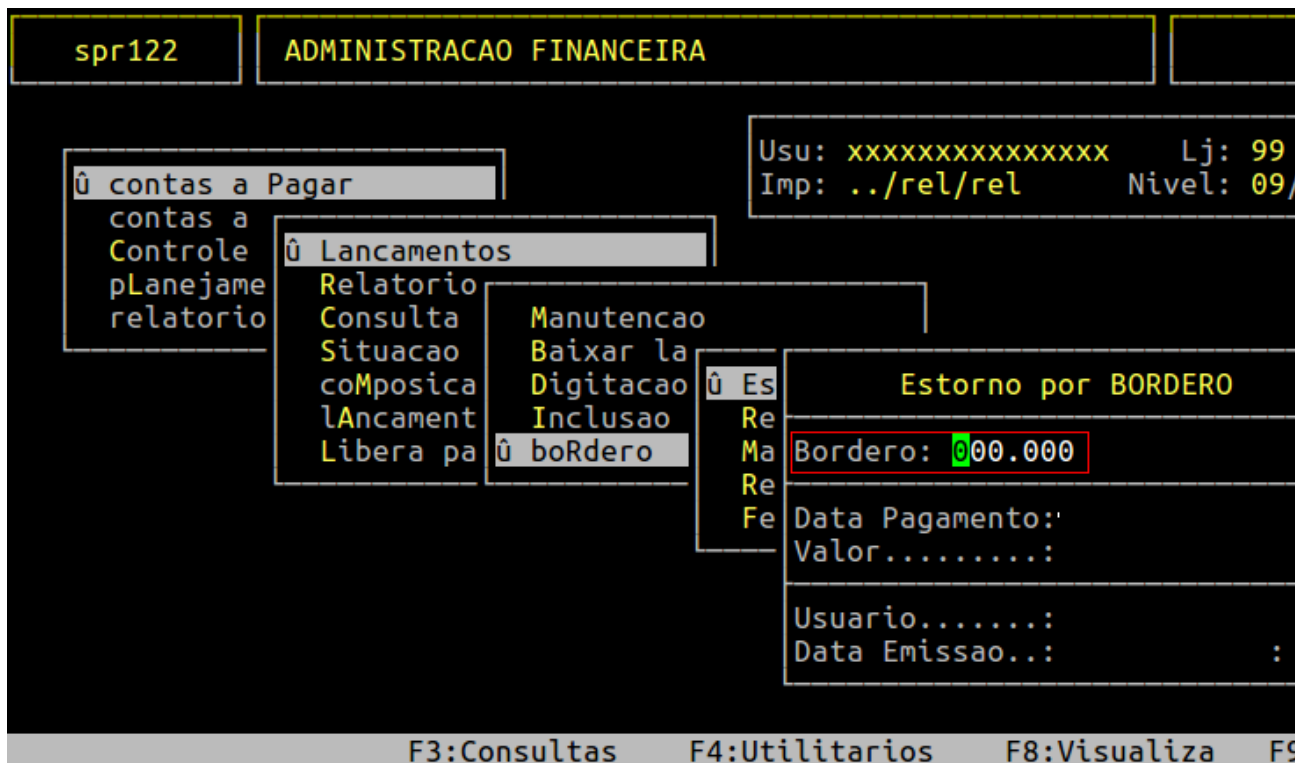 spr122 ADMINISTRACAO FINANCEIRA
Usu: xxxxxxxxxxxxxxx Lj: 99
Imp: ../rel/rel Nivel: 09/
û contas a Pagar
contas a
Controle
pLanejame
relatorio
û Lancamentos
Relatorio
Consulta
Situacao
coMposica
lAncament
Libera pa
Manutencao
Baixar la
Digitacao
Inclusao
û boRdero
û Es
Re
Ma
Re
Fe
Estorno por BORDERO
Bordero: 000.000
Data Pagamento:
Valor.........:
Usuario.......:
Data Emissao..: :
F3:Consultas F4:Utilitarios F8:Visualiza F9